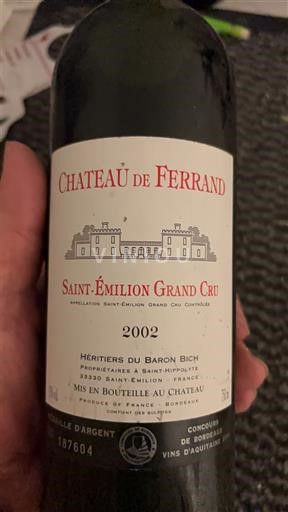 CHATEAU DE FERRAND
VINIOU
SAINT-ÉMILION GRAND CRU
APPELLATION SAINT-ÉMILION GRAND CRU CONTRÔLÉE
2002
HÉRITIERS DU BARON BICH
PROPRIÉTAIRES À SAINT-HIPPOLYTE
33330 SAINT-ÉMILION - FRANCE
MIS EN BOUTEILLE AU CHATEAU
PRODUCE OF FRANCE - BORDEAUX
CONTIENT DES SULFITES
MÉDAILLE D'ARGENT
187604
CONCOURS
DE BORDEAUX
VINS D'AQUITAINE